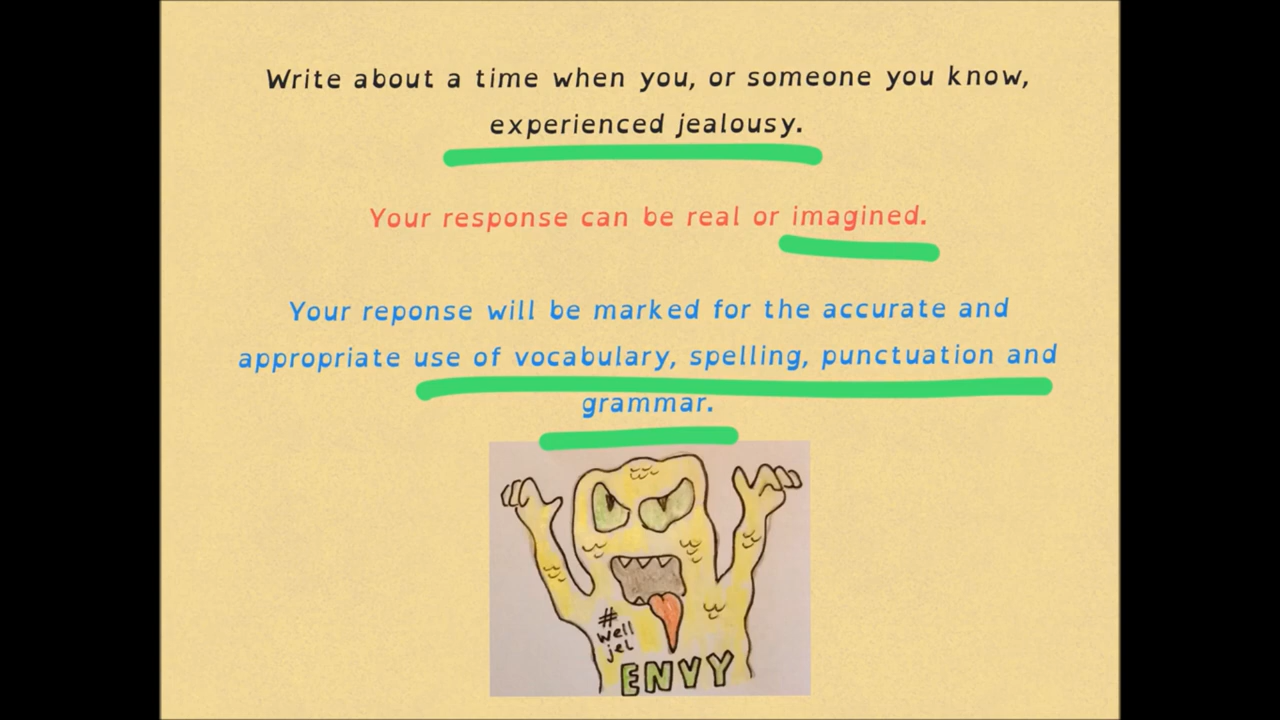 Write about a time when you, or someone you know,
experienced jealousy.
Your response can be real or imagined.
Your reponse will be marked for the accurate and
appropriate use of vocabulary, spelling, punctuation and
grammar.
#
well
jel
ENVY